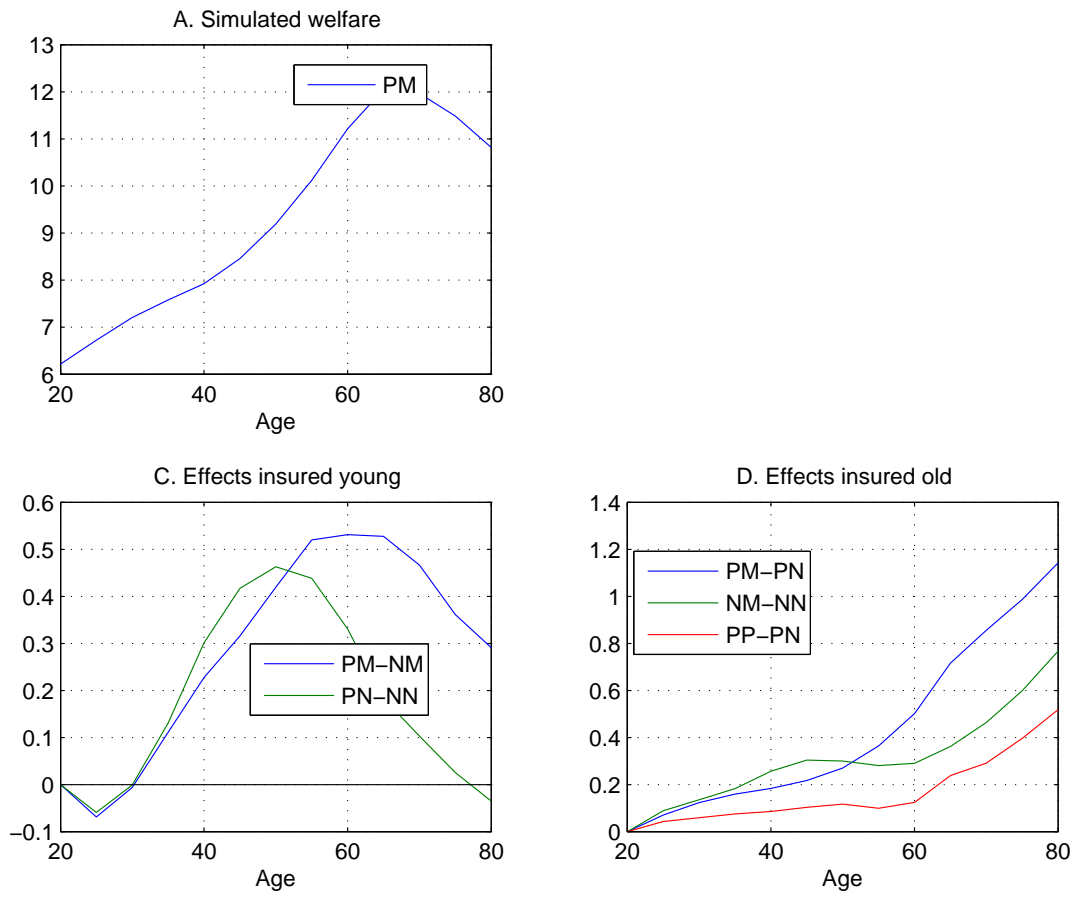 A. Simulated welfare
13
12
11
10
9
8
7
6
PM
20 40 60 80
Age
C. Effects insured young
0.6
0.5
0.4
0.3
0.2
0.1
0
−0.1
PM−NM
PN−NN
20 40 60 80
Age
D. Effects insured old
1.4
1.2
1
0.8
0.6
0.4
0.2
0
PM−PN
NM−NN
PP−PN
20 40 60 80
Age